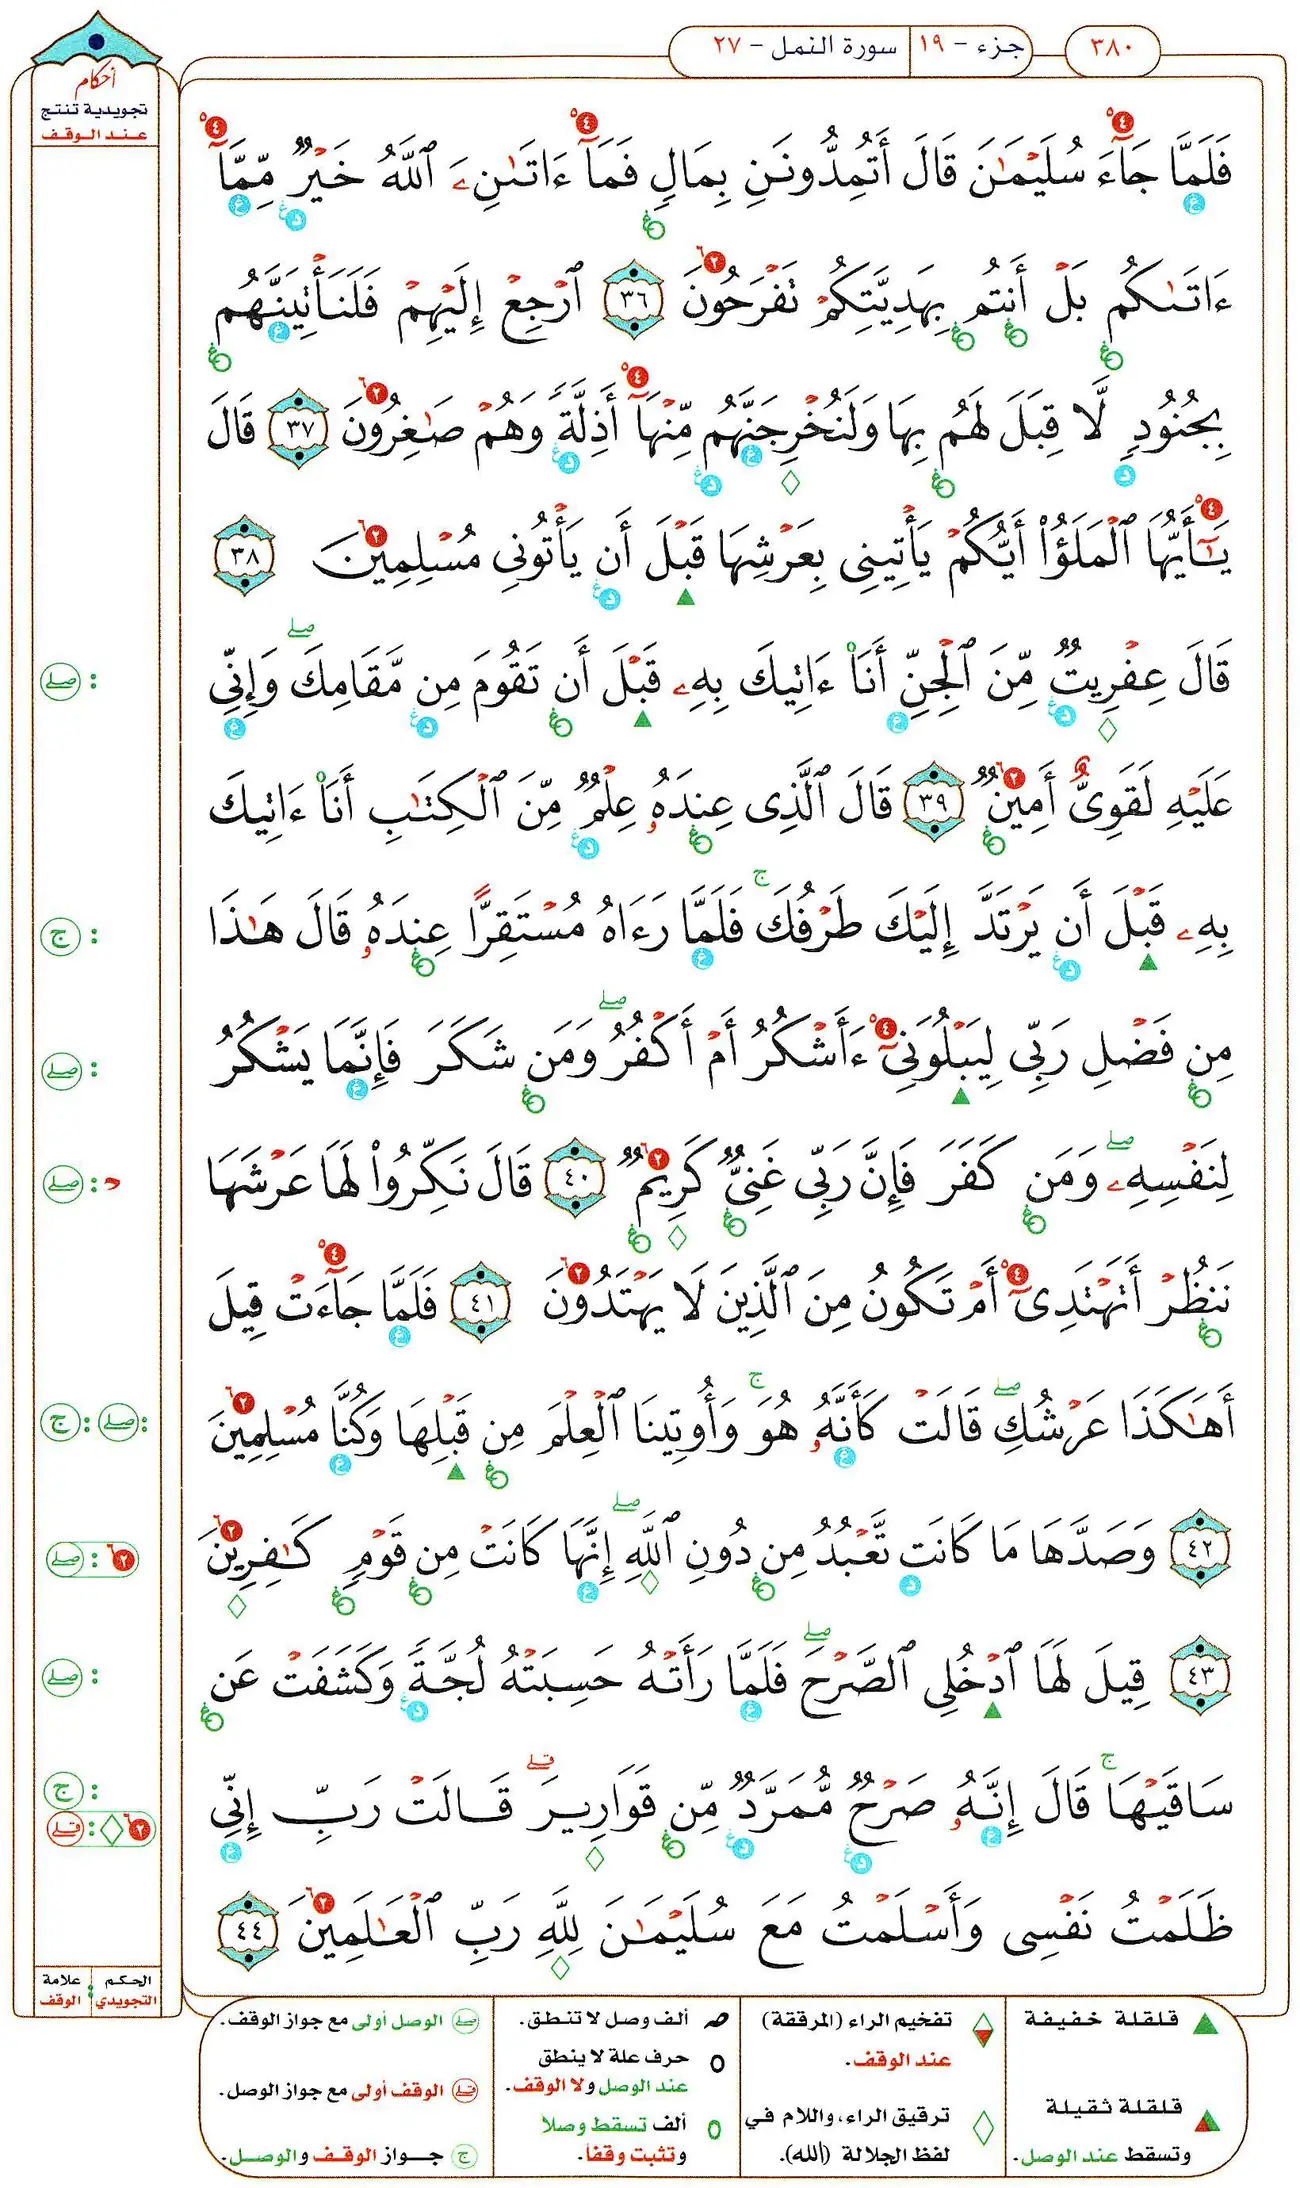 ٣٨٠
جزء - ١٩ سورة النمل - ٢٧
أحكام
تجويدية تنتج
عند الوقف
فَلَمَّا جَآءَ سُلَيْمَـٰنَ قَالَ أَتُمِدُّونَنِ بِمَالٍ فَمَآ ءَاتَىٰنِۦَ ٱللَّهُ خَيْرٌ مِّمَّآ
ءَاتَىٰكُم بَلْ أَنتُم بِهَدِيَّتِكُمْ تَفْرَحُونَ ٣٦ ٱرْجِعْ إِلَيْهِمْ فَلَنَأْتِيَنَّهُم
بِجُنُودٍ لَّا قِبَلَ لَهُم بِهَا وَلَنُخْرِجَنَّهُم مِّنْهَآ أَذِلَّةً وَهُمْ صَـٰغِرُونَ ٣٧ قَالَ
يَـٰٓأَيُّهَا ٱلْمَلَؤُا۟ أَيُّكُمْ يَأْتِينِى بِعَرْشِهَا قَبْلَ أَن يَأْتُونِى مُسْلِمِينَ ٣٨
قَالَ عِفْرِيتٌ مِّنَ ٱلْجِنِّ أَنَا۠ ءَاتِيكَ بِهِۦ قَبْلَ أَن تَقُومَ مِن مَّقَامِكَ ۖ وَإِنِّى
عَلَيْهِ لَقَوِىٌّ أَمِينٌ ٣٩ قَالَ ٱلَّذِى عِندَهُۥ عِلْمٌ مِّنَ ٱلْكِتَـٰبِ أَنَا۠ ءَاتِيكَ
بِهِۦ قَبْلَ أَن يَرْتَدَّ إِلَيْكَ طَرْفُكَ ۚ فَلَمَّا رَءَاهُ مُسْتَقِرًّا عِندَهُۥ قَالَ هَـٰذَا
مِن فَضْلِ رَبِّى لِيَبْلُوَنِىٓ ءَأَشْكُرُ أَمْ أَكْفُرُ ۖ وَمَن شَكَرَ فَإِنَّمَا يَشْكُرُ
لِنَفْسِهِۦ ۖ وَمَن كَفَرَ فَإِنَّ رَبِّى غَنِىٌّ كَرِيمٌ ٤٠ قَالَ نَكِّرُوا۟ لَهَا عَرْشَهَا
نَنظُرْ أَتَهْتَدِىٓ أَمْ تَكُونُ مِنَ ٱلَّذِينَ لَا يَهْتَدُونَ ٤١ فَلَمَّا جَآءَتْ قِيلَ
أَهَـٰكَذَا عَرْشُكِ ۖ قَالَتْ كَأَنَّهُۥ هُوَ ۚ وَأُوتِينَا ٱلْعِلْمَ مِن قَبْلِهَا وَكُنَّا مُسْلِمِينَ
٤٢ وَصَدَّهَا مَا كَانَت تَّعْبُدُ مِن دُونِ ٱللَّهِ ۖ إِنَّهَا كَانَتْ مِن قَوْمٍ كَـٰفِرِينَ
٤٣ قِيلَ لَهَا ٱدْخُلِى ٱلصَّرْحَ ۖ فَلَمَّا رَأَتْهُ حَسِبَتْهُ لُجَّةً وَكَشَفَتْ عَن
سَاقَيْهَا ۚ قَالَ إِنَّهُۥ صَرْحٌ مُّمَرَّدٌ مِّن قَوَارِيرَ ۗ قَالَتْ رَبِّ إِنِّى
ظَلَمْتُ نَفْسِى وَأَسْلَمْتُ مَعَ سُلَيْمَـٰنَ لِلَّهِ رَبِّ ٱلْعَـٰلَمِينَ ٤٤
الحكم علامة
التجويدي الوقف
قلقلة خفيفة
قلقلة ثقيلة
وتسقط عند الوصل.
تفخيم الراء (المرققة)
عند الوقف.
ترقيق الراء، واللام في
لفظ الجلالة (الله).
ألف وصل لا تنطق.
حرف علة لا ينطق
عند الوصل ولا الوقف.
ألف تسقط وصلا
وتثبت وقفا.
صلے الوصل أولى مع جواز الوقف.
قلے الوقف أولى مع جواز الوصل.
ج جواز الوقف والوصل.